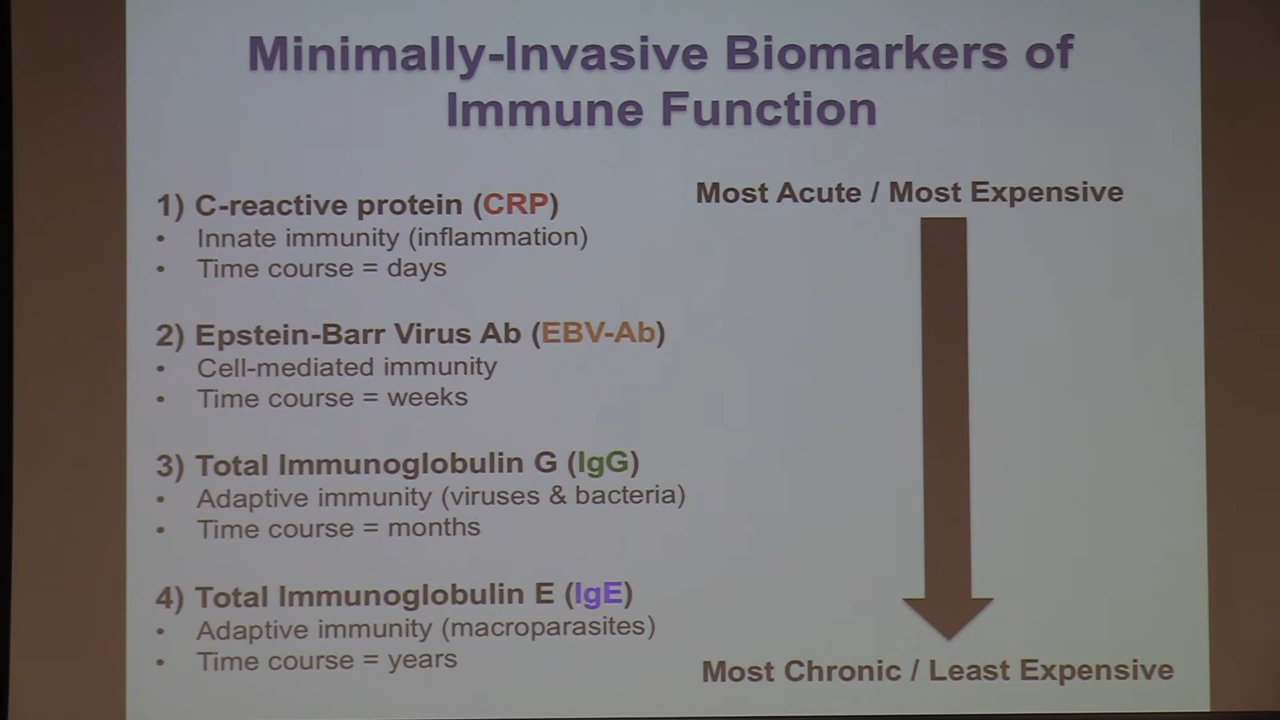 Minimally-Invasive Biomarkers of
Immune Function
1) C-reactive protein (CRP)
• Innate immunity (inflammation)
• Time course = days
2) Epstein-Barr Virus Ab (EBV-Ab)
• Cell-mediated immunity
• Time course = weeks
3) Total Immunoglobulin G (IgG)
• Adaptive immunity (viruses & bacteria)
• Time course = months
4) Total Immunoglobulin E (IgE)
• Adaptive immunity (macroparasites)
• Time course = years
Most Acute / Most Expensive
Most Chronic / Least Expensive